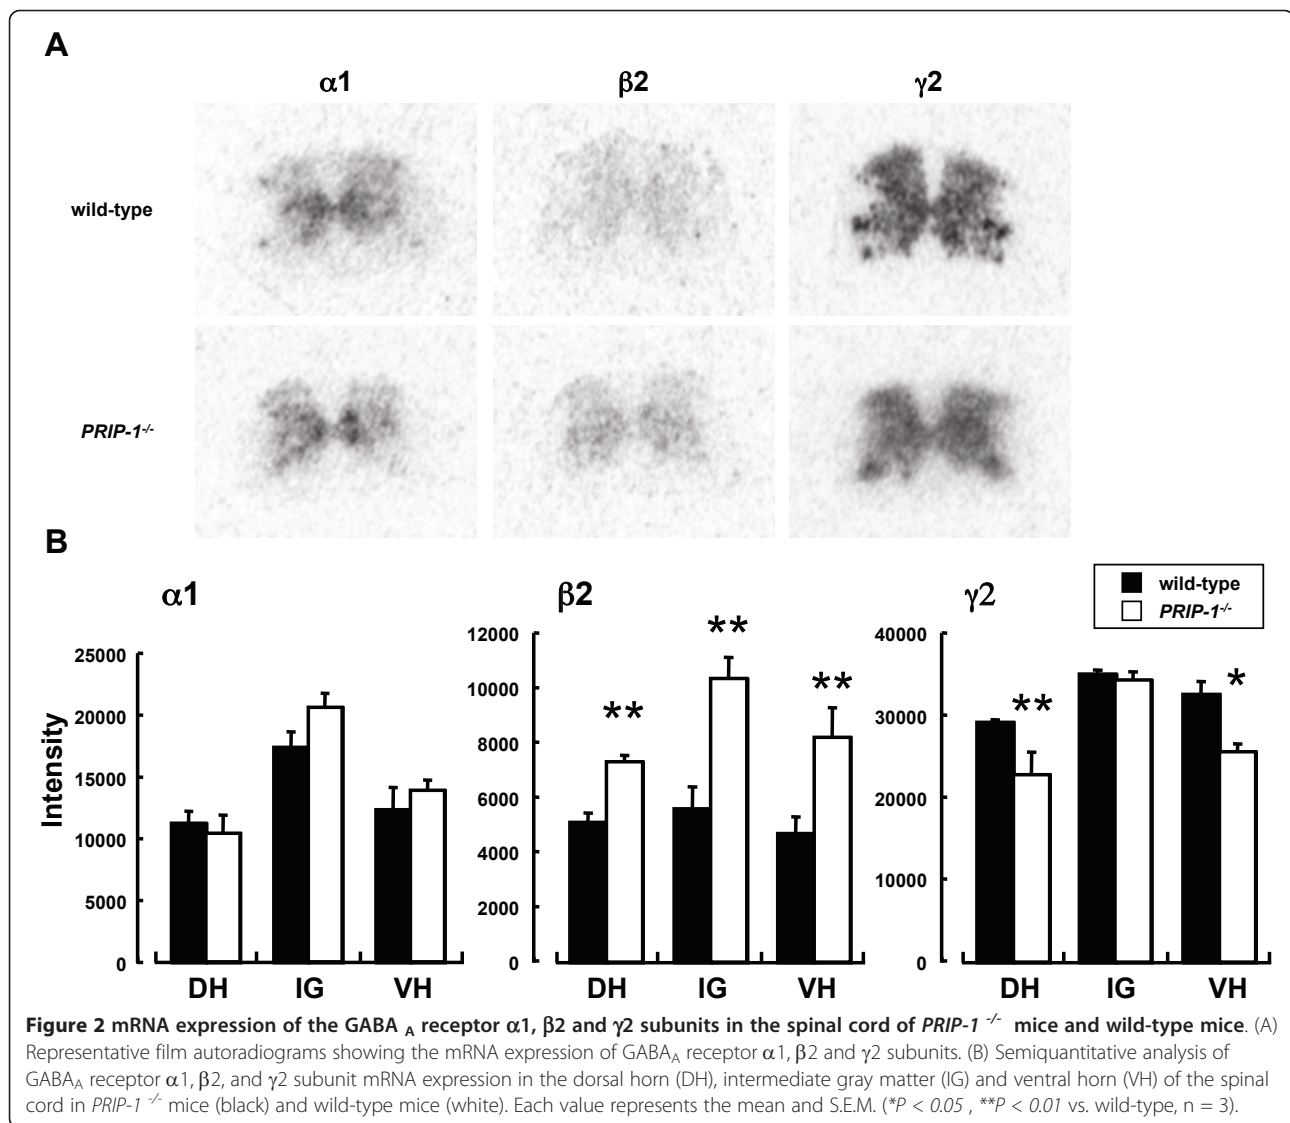 A
α1 β2 γ2
wild-type
PRIP-1-/-
B
α1 β2 γ2
wild-type
PRIP-1-/-
Intensity
25000
20000
15000
10000
5000
0
DH IG VH
12000
10000
8000
6000
4000
2000
0
** ** **
DH IG VH
40000
30000
20000
10000
0
** *
DH IG VH
Figure 2 mRNA expression of the GABA A receptor α1, β2 and γ2 subunits in the spinal cord of PRIP-1 -/- mice and wild-type mice. (A)
Representative film autoradiograms showing the mRNA expression of GABAA receptor α1, β2 and γ2 subunits. (B) Semiquantitative analysis of
GABAA receptor α1, β2, and γ2 subunit mRNA expression in the dorsal horn (DH), intermediate gray matter (IG) and ventral horn (VH) of the spinal
cord in PRIP-1 -/- mice (black) and wild-type mice (white). Each value represents the mean and S.E.M. (*P < 0.05 , **P < 0.01 vs. wild-type, n = 3).